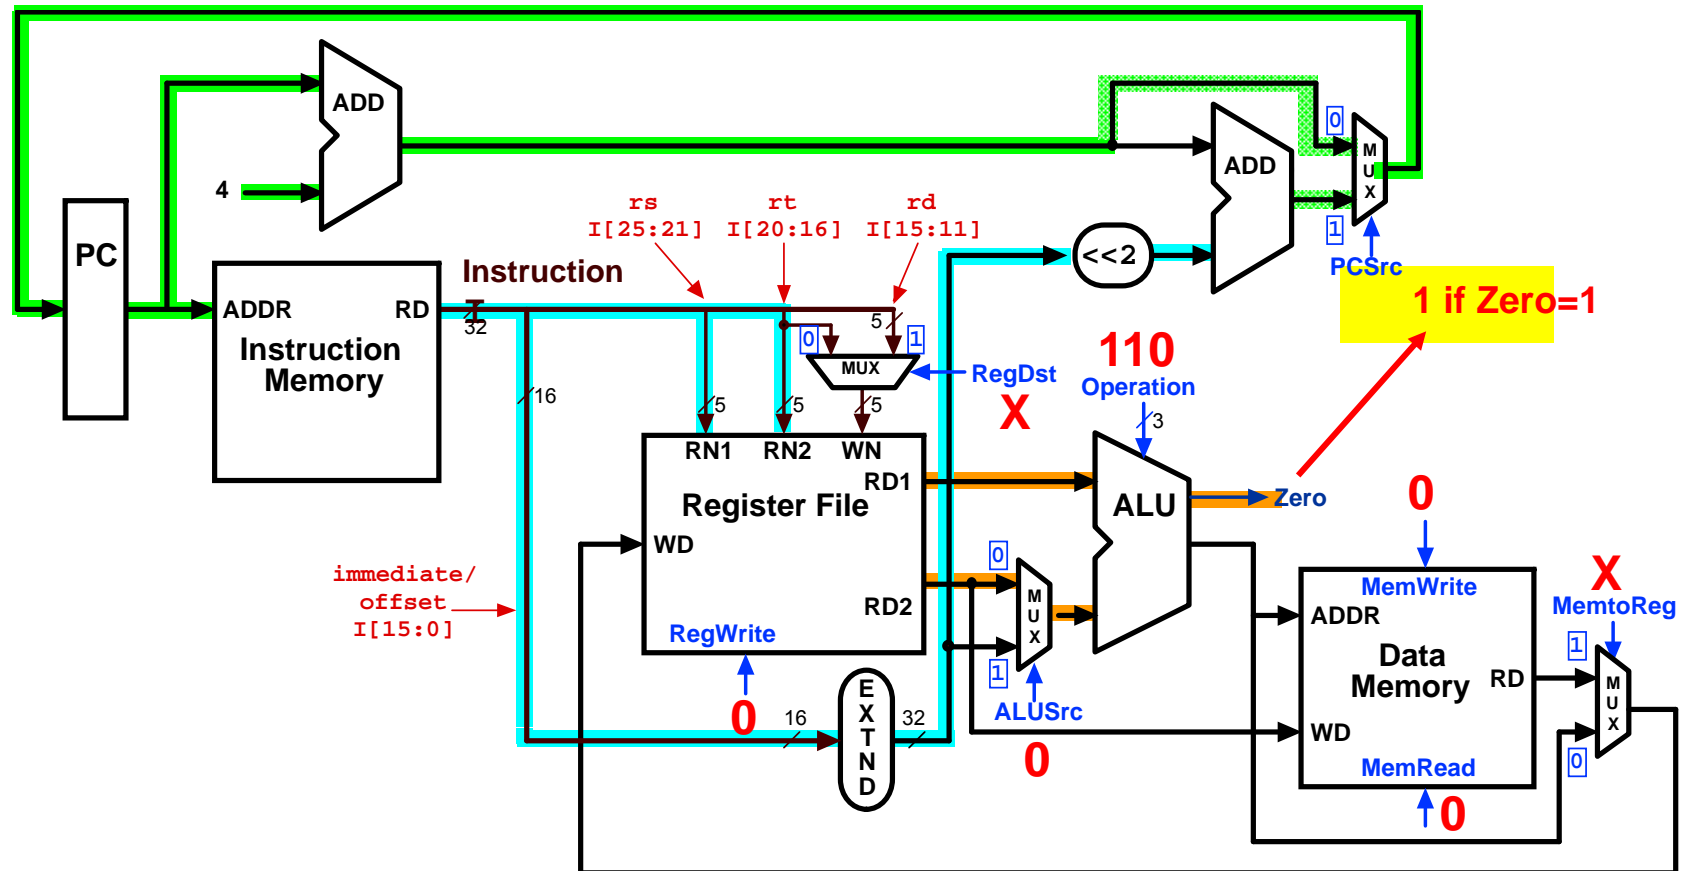 ADD
0
M
U
X
4
ADD
rs
rt
rd
I[25:21]
I[20:16]
I[15:11]
1
PC
<<2
PCSrc
Instruction
ADDR
RD
32
5
1 if Zero=1
Instruction
Memory
0
1
MUX
110
RegDst
Operation
16
5
5
5
X
3
RN1
RN2
WN
RD1
Register File
ALU
Zero
0
WD
0
immediate/
offset
I[15:0]
RD2
M
U
X
MemWrite
X
MemtoReg
ADDR
RegWrite
1
1
Data
Memory
RD
M
U
X
E
X
T
N
D
ALUSrc
0
16
32
0
WD
0
MemRead
0